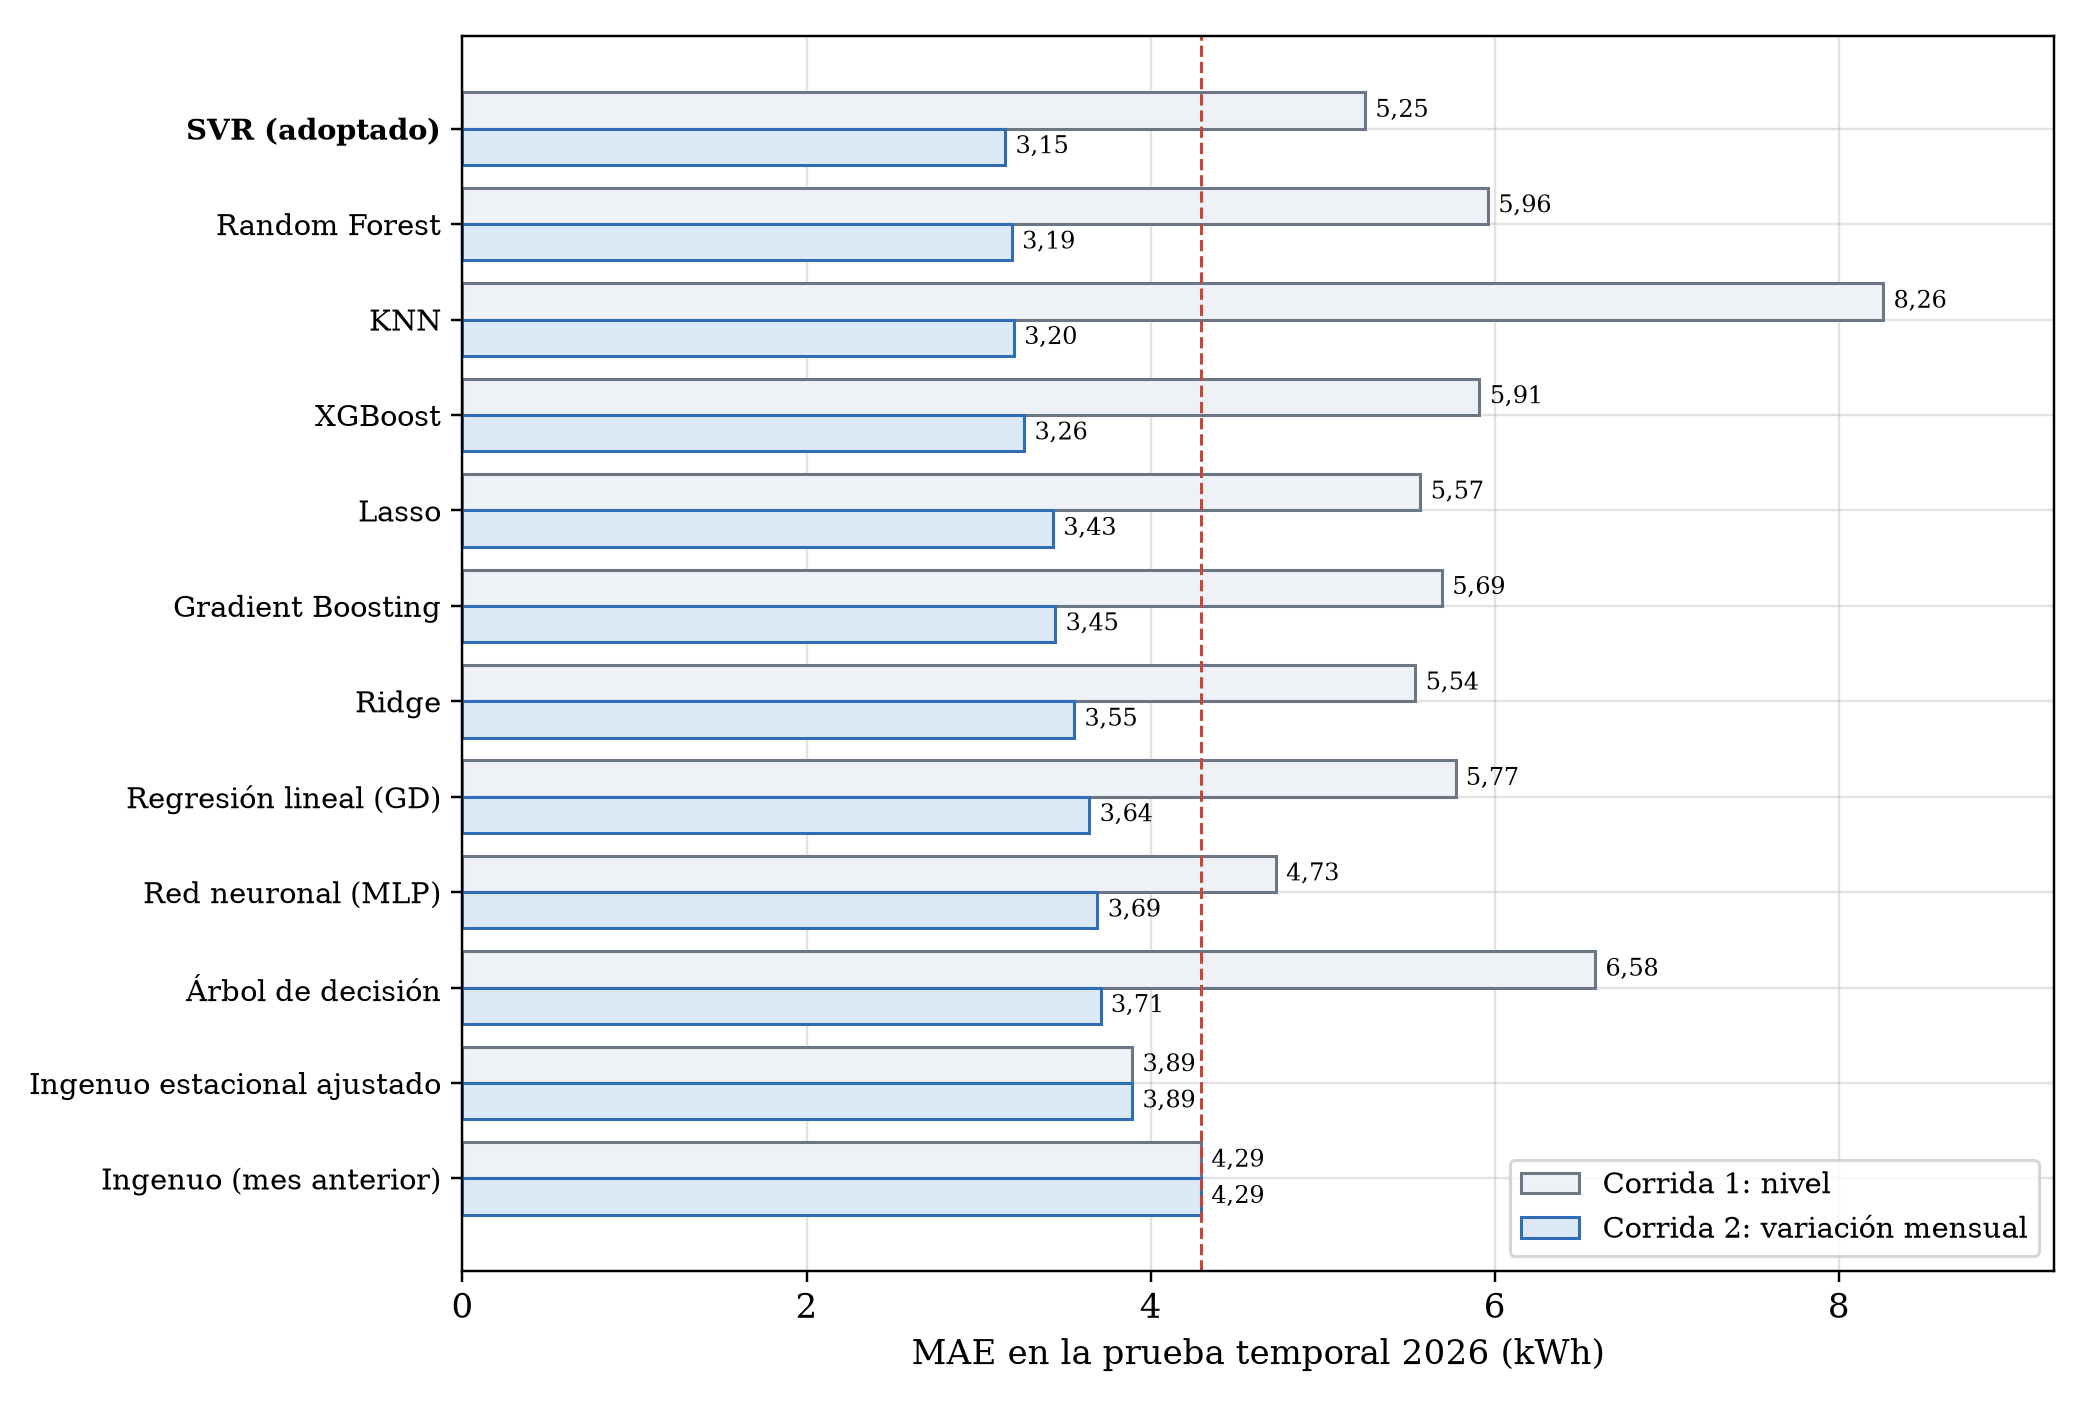 SVR (adoptado)
5,25
3,15
Random Forest
5,96
3,19
KNN
8,26
3,20
XGBoost
5,91
3,26
Lasso
5,57
3,43
Gradient Boosting
5,69
3,45
Ridge
5,54
3,55
Regresión lineal (GD)
5,77
3,64
Red neuronal (MLP)
4,73
3,69
Árbol de decisión
6,58
3,71
Ingenuo estacional ajustado
3,89
3,89
Ingenuo (mes anterior)
4,29
4,29
Corrida 1: nivel
Corrida 2: variación mensual
0 2 4 6 8
MAE en la prueba temporal 2026 (kWh)